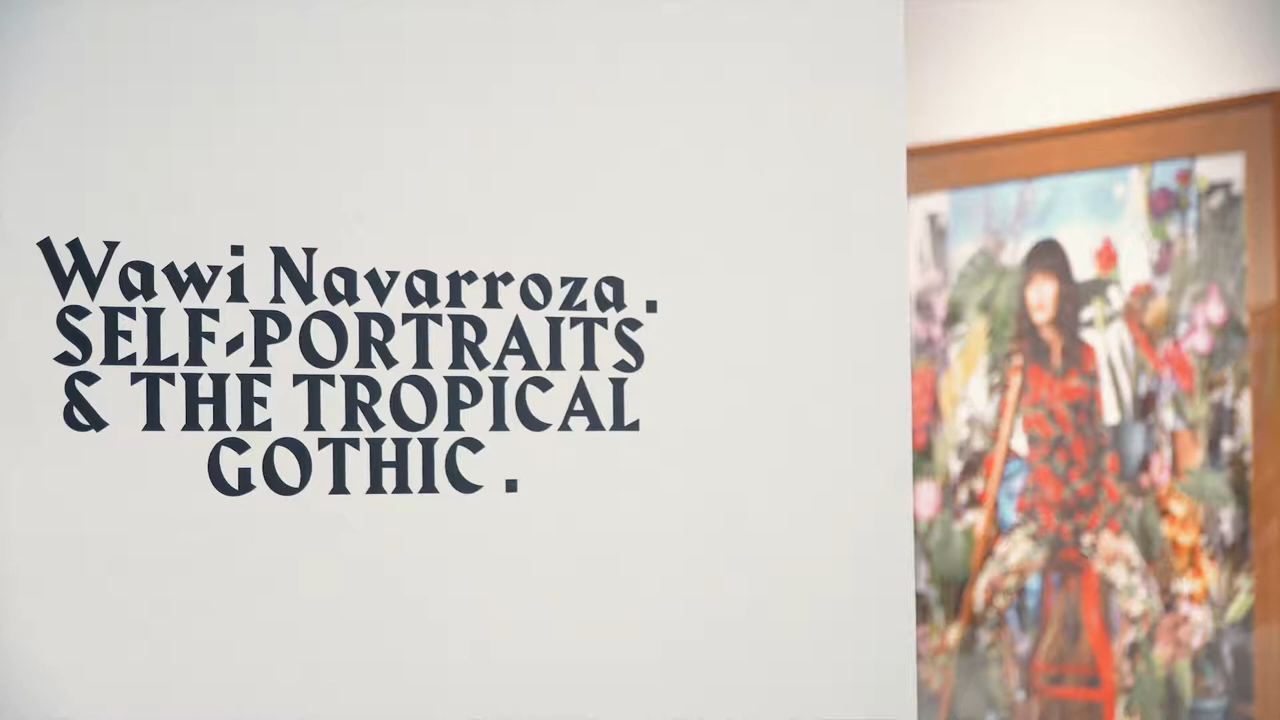 Wawi Navarroza.
SELF-PORTRAITS
& THE TROPICAL
GOTHIC.